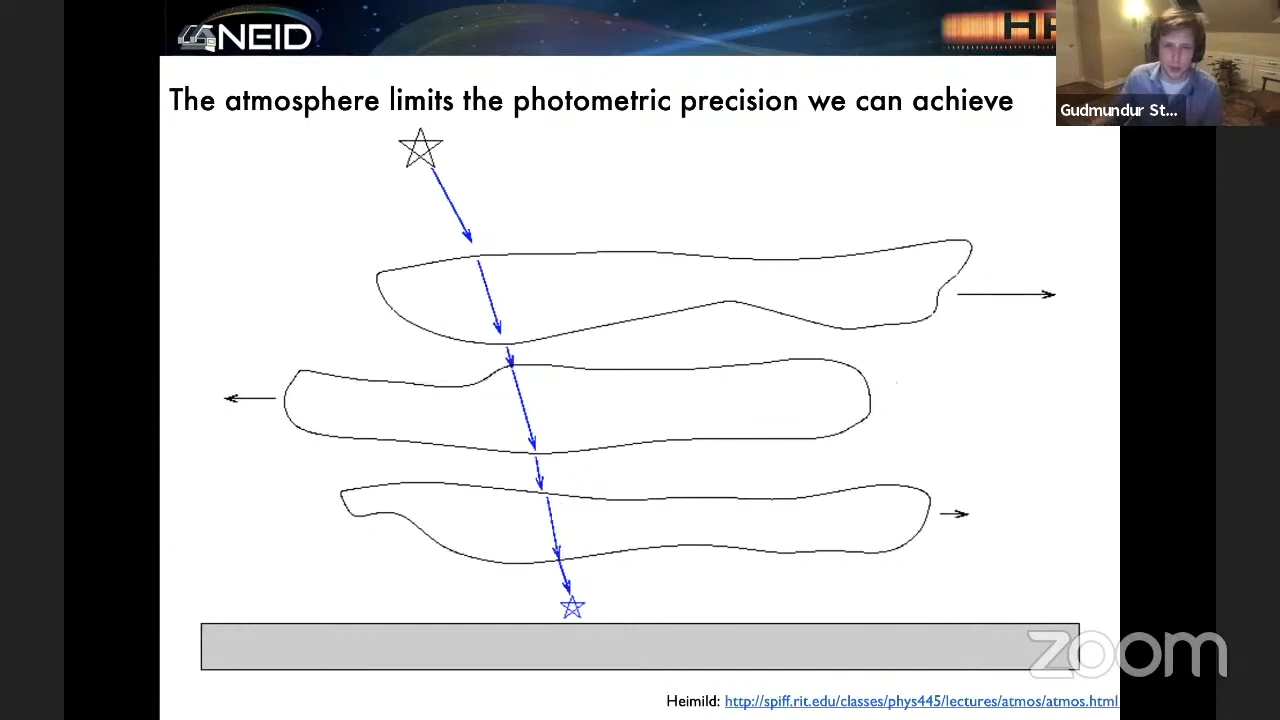 NEID
HP
The atmosphere limits the photometric precision we can achieve
Gudmundur St...
zoom
Heimild: http://spiff.rit.edu/classes/phys445/lectures/atmos/atmos.html